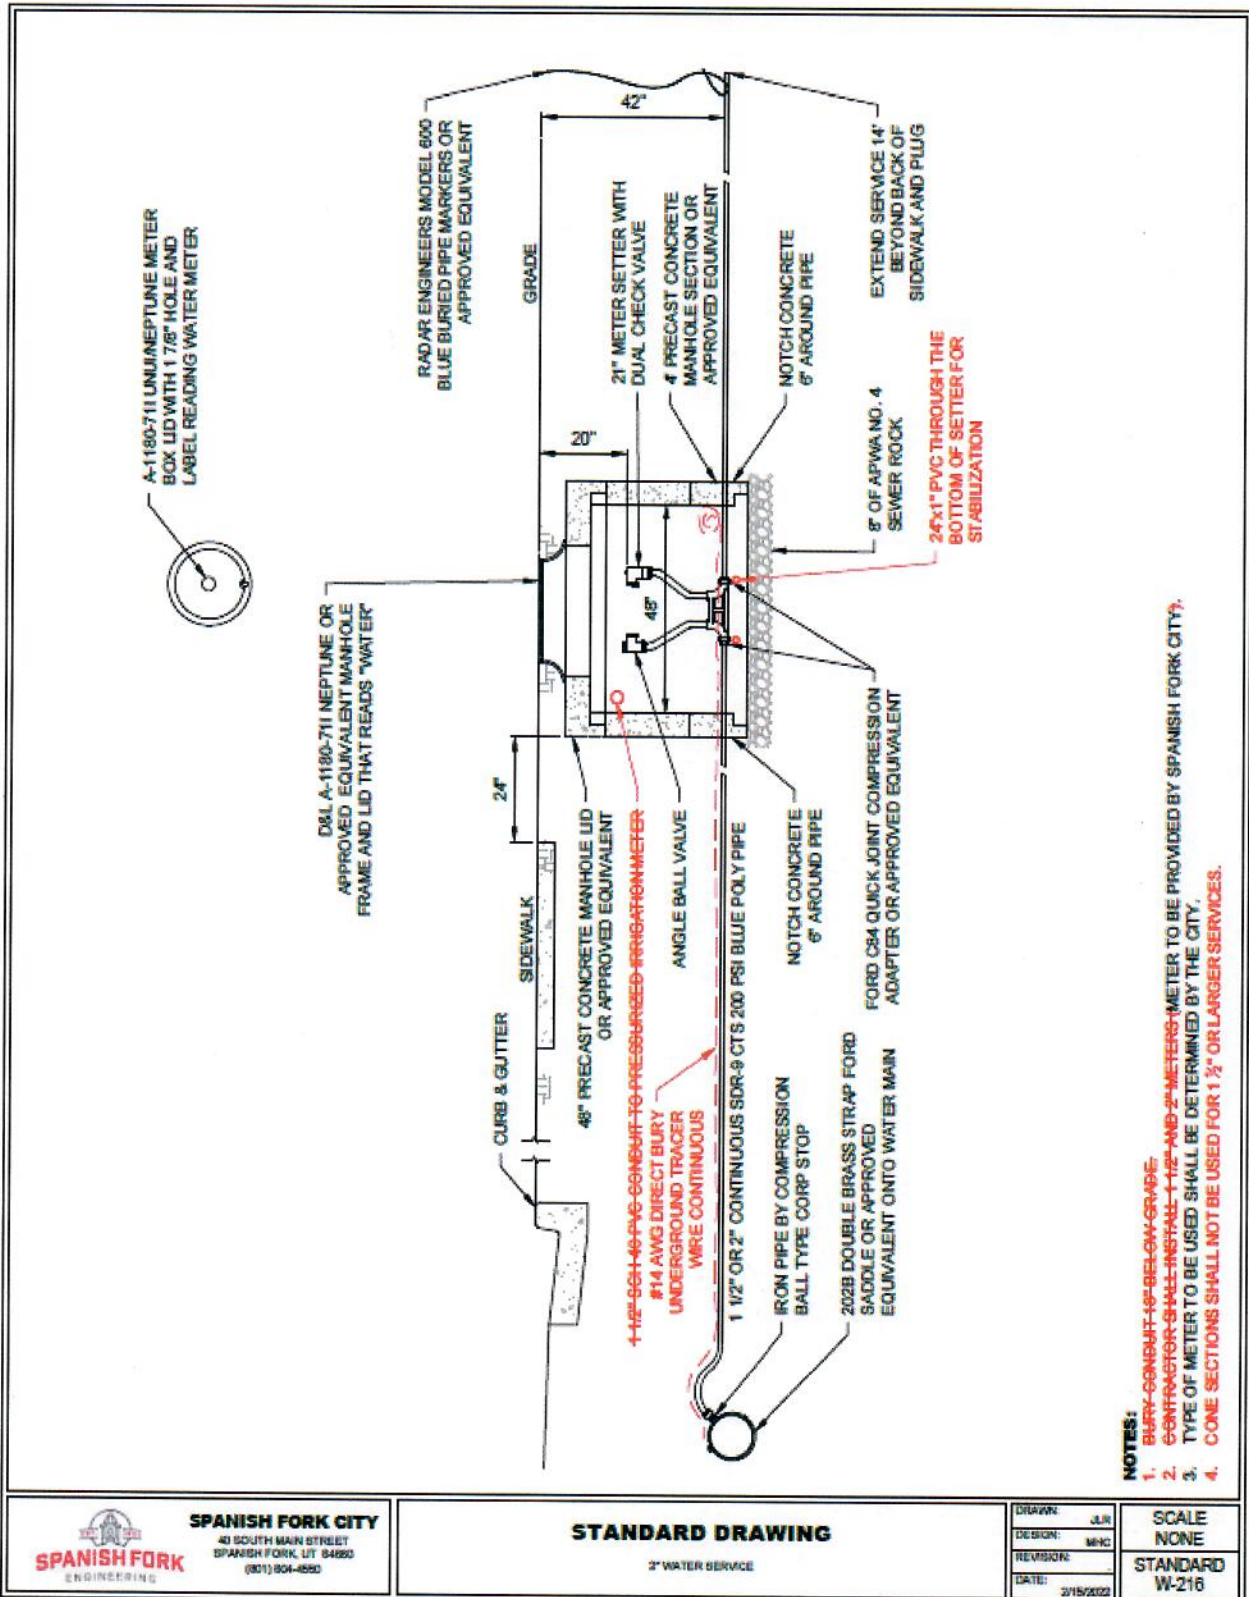 A-1180-711 UNUI/NEPTUNE METER
BOX LID WITH 1 7/8" HOLE AND
LABEL READING WATER METER
D&L A-1180-711 NEPTUNE OR
APPROVED EQUIVALENT MANHOLE
FRAME AND LID THAT READS "WATER"
RADAR ENGINEERS MODEL 600
BLUE BURIED PIPE MARKERS OR
APPROVED EQUIVALENT
CURB & GUTTER
SIDEWALK
24"
GRADE
20"
42"
48" PRECAST CONCRETE MANHOLE LID
OR APPROVED EQUIVALENT
1 1/2" SCH 40 PVC CONDUIT TO PRESSURIZED IRRIGATION METER
#14 AWG DIRECT BURY
UNDERGROUND TRACER
WIRE CONTINUOUS
ANGLE BALL VALVE
48"
21" METER SETTER WITH
DUAL CHECK VALVE
4' PRECAST CONCRETE
MANHOLE SECTION OR
APPROVED EQUIVALENT
1 1/2" OR 2" CONTINUOUS SDR-9 CTS 200 PSI BLUE POLY PIPE
NOTCH CONCRETE
6" AROUND PIPE
NOTCH CONCRETE
6" AROUND PIPE
IRON PIPE BY COMPRESSION
BALL TYPE CORP STOP
202B DOUBLE BRASS STRAP FORD
SADDLE OR APPROVED
EQUIVALENT ONTO WATER MAIN
FORD C84 QUICK JOINT COMPRESSION
ADAPTER OR APPROVED EQUIVALENT
8" OF APWA NO. 4
SEWER ROCK
24"x1" PVC THROUGH THE
BOTTOM OF SETTER FOR
STABILIZATION
EXTEND SERVICE 14'
BEYOND BACK OF
SIDEWALK AND PLUG
NOTES:
1. BURY CONDUIT 18" BELOW GRADE.
2. CONTRACTOR SHALL INSTALL 1 1/2" AND 2" METERS (METER TO BE PROVIDED BY SPANISH FORK CITY).
3. TYPE OF METER TO BE USED SHALL BE DETERMINED BY THE CITY.
4. CONE SECTIONS SHALL NOT BE USED FOR 1 ½" OR LARGER SERVICES.
SPANISH FORK
ENGINEERING
SPANISH FORK CITY
40 SOUTH MAIN STREET
SPANISH FORK, UT 84660
(801) 804-4550
STANDARD DRAWING
2" WATER SERVICE
DRAWN: JLR
DESIGN: MHC
REVISION:
DATE: 2/15/2022
SCALE
NONE
STANDARD
W-216